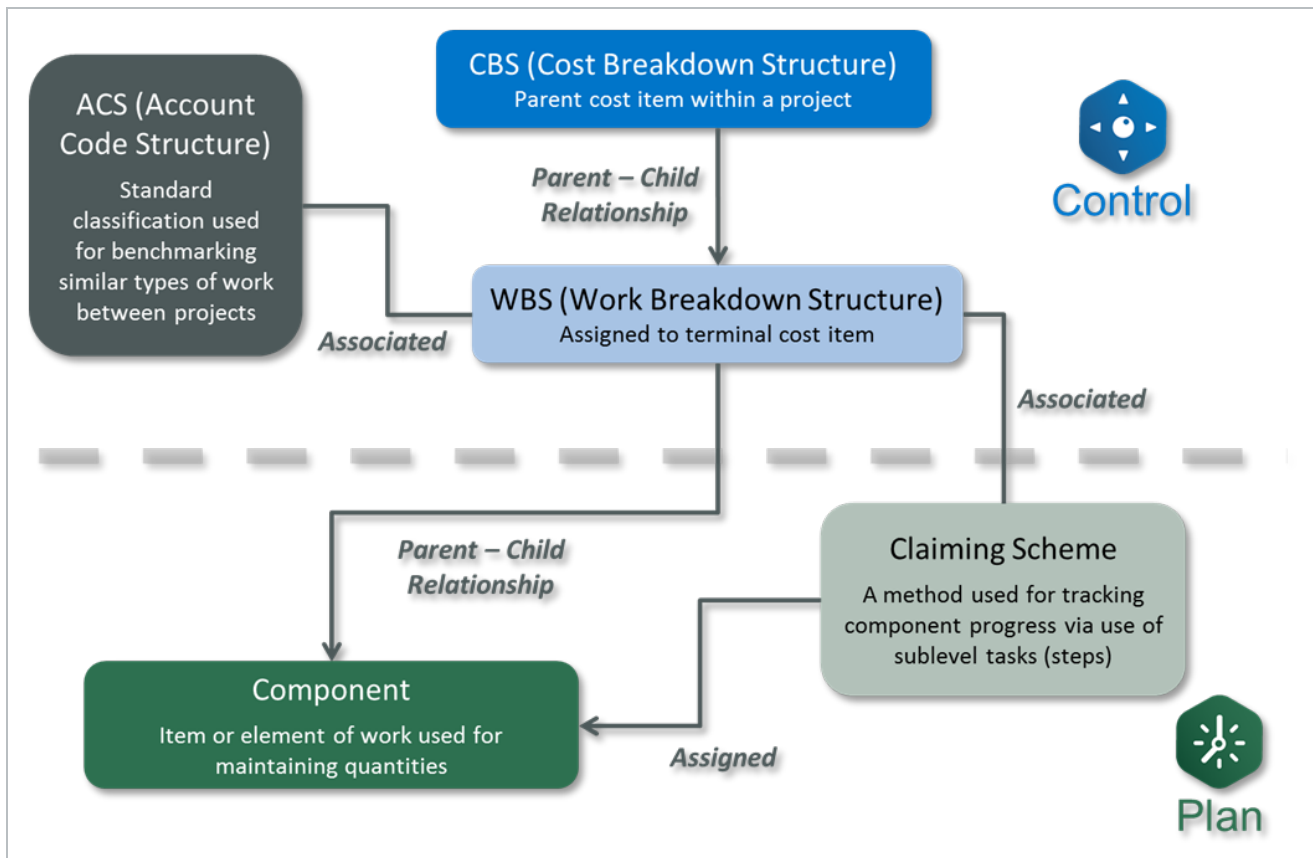 CBS (Cost Breakdown Structure)
Parent cost item within a project
ACS (Account
Code Structure)
Standard
classification used
for benchmarking
similar types of work
between projects
Control
Parent – Child
Relationship
WBS (Work Breakdown Structure)
Assigned to terminal cost item
Associated
Associated
Parent – Child
Relationship
Claiming Scheme
A method used for tracking
component progress via use of
sublevel tasks (steps)
Component
Item or element of work used for
maintaining quantities
Assigned
Plan